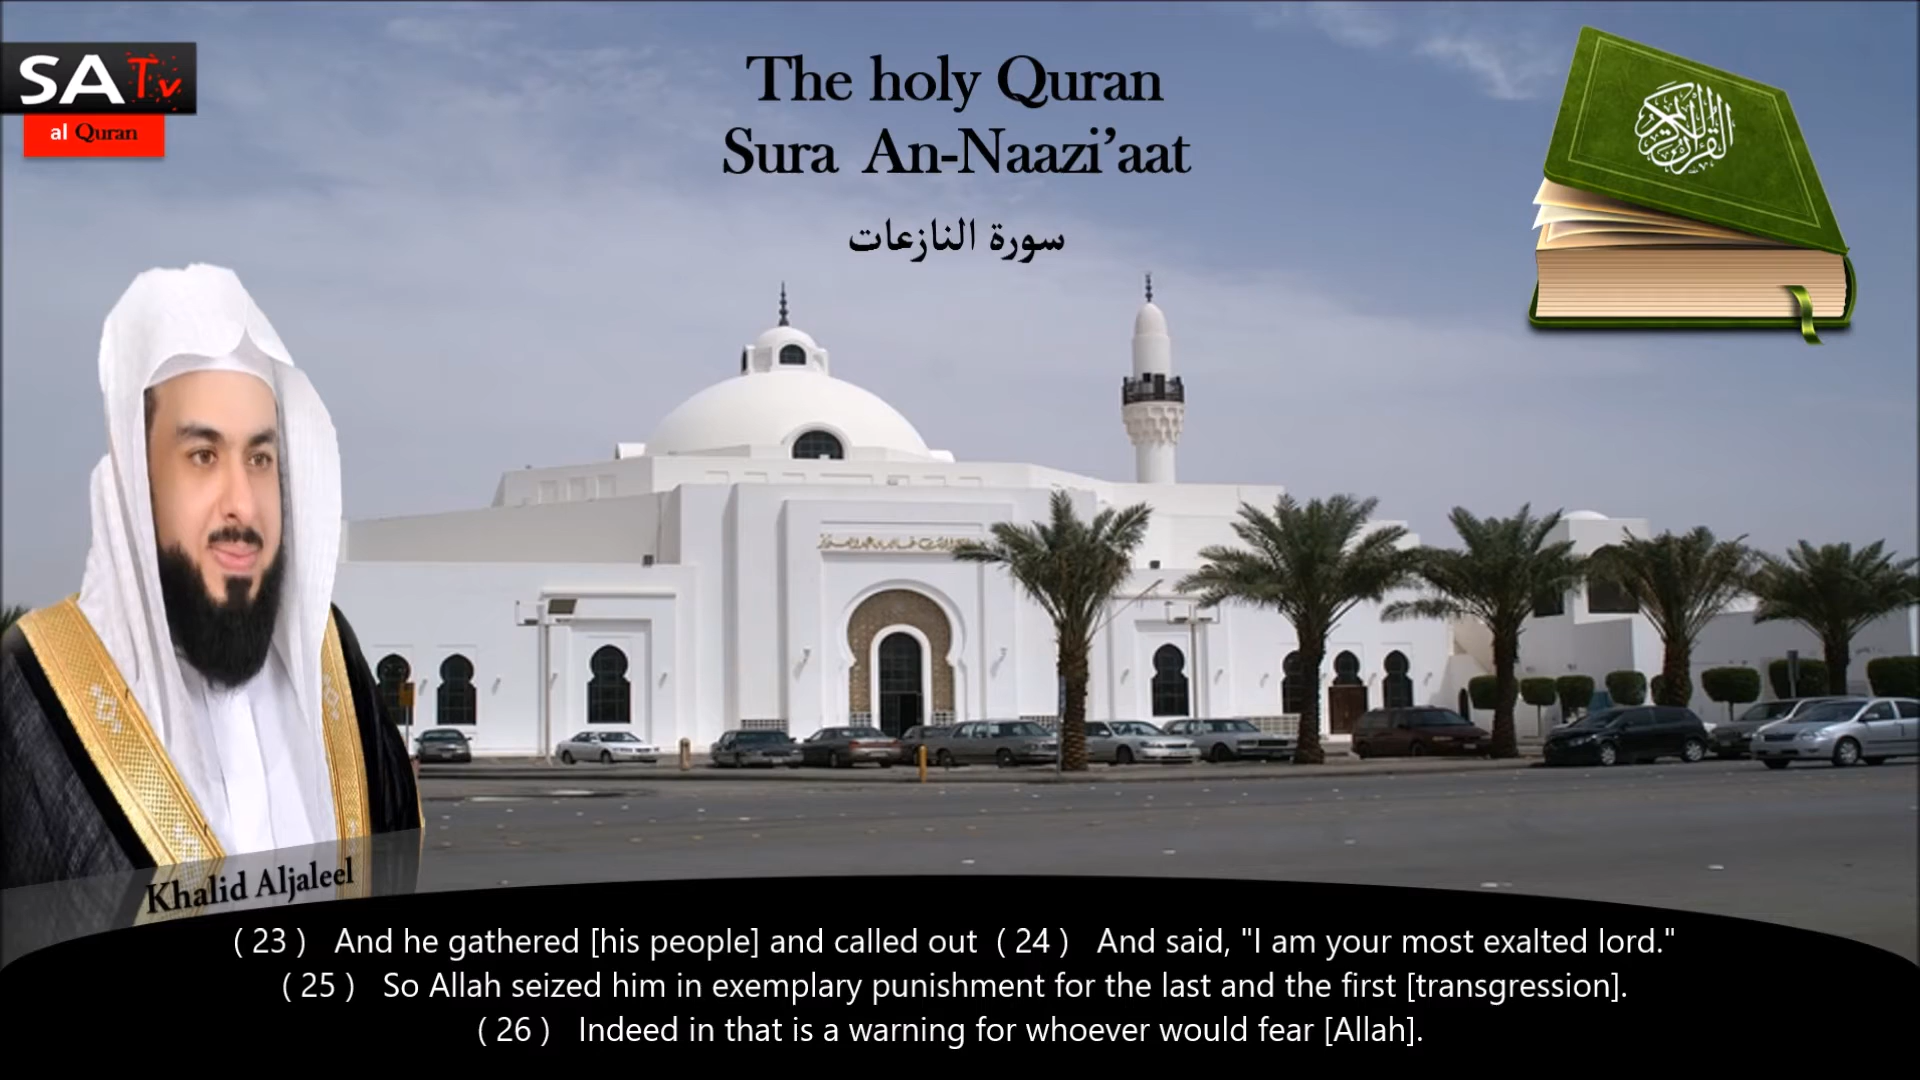 SATv
al Quran
The holy Quran
Sura An-Naazi'aat
سورة النازعات
القرآن الكريم
Khalid Aljaleel
( 23 ) And he gathered [his people] and called out ( 24 ) And said, "I am your most exalted lord."
( 25 ) So Allah seized him in exemplary punishment for the last and the first [transgression].
( 26 ) Indeed in that is a warning for whoever would fear [Allah].